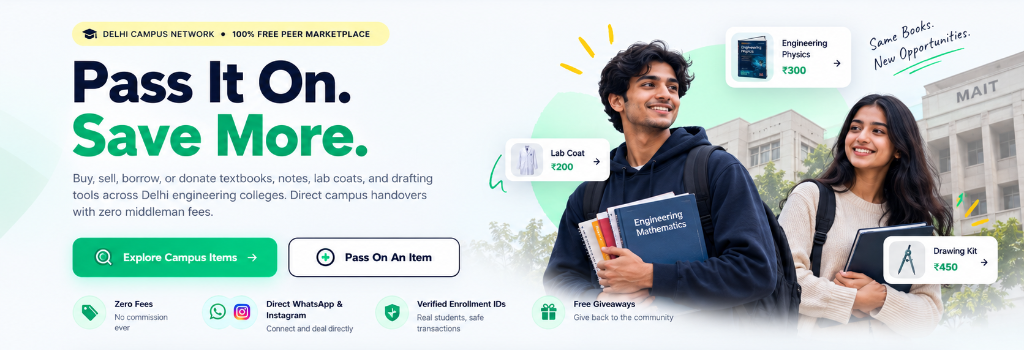 DELHI CAMPUS NETWORK • 100% FREE PEER MARKETPLACE
Pass It On.
Save More.
Buy, sell, borrow, or donate textbooks, notes, lab coats, and drafting
tools across Delhi engineering colleges. Direct campus handovers
with zero middleman fees.
Explore Campus Items →
Pass On An Item
Zero Fees
No commission
ever
Direct WhatsApp &
Instagram
Connect and deal directly
Verified Enrollment IDs
Real students, safe
transactions
Free Giveaways
Give back to the community
Lab Coat
₹200
→
Engineering
Mathematics
Engineering
Physics
Engineering
Physics
₹300
→
Same Books.
New Opportunities.
MAIT
Drawing Kit
₹450
→